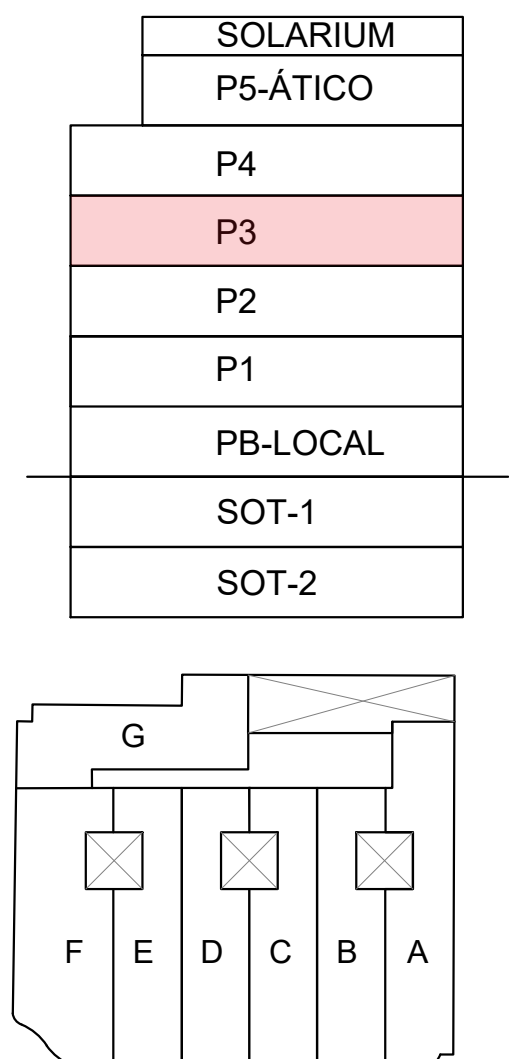 SOLARIUM
P5-ÁTICO
P4
P3
P2
P1
PB-LOCAL
SOT-1
SOT-2
G
F E D C B A